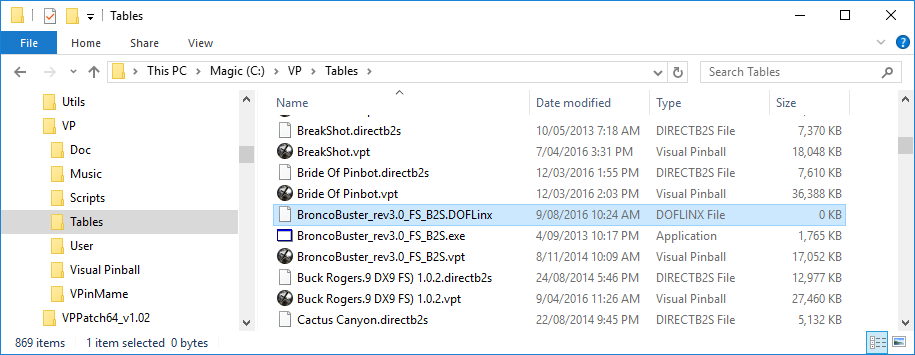 Tables
File Home Share View
This PC Magic (C:) VP Tables Search Tables
Utils
VP
Doc
Music
Scripts
Tables
User
Visual Pinball
VPinMame
VPPatch64_v1.02
Name Date modified Type Size
BreakShot.directb2s 10/05/2013 7:18 AM DIRECTB2S File 7,370 KB
BreakShot.vpt 7/04/2016 3:31 PM Visual Pinball 18,048 KB
Bride Of Pinbot.directb2s 12/03/2016 1:55 PM DIRECTB2S File 7,610 KB
Bride Of Pinbot.vpt 12/03/2016 2:03 PM Visual Pinball 36,388 KB
BroncoBuster_rev3.0_FS_B2S.DOFLinx 9/08/2016 10:24 AM DOFLINX File 0 KB
BroncoBuster_rev3.0_FS_B2S.exe 4/09/2013 10:17 PM Application 1,765 KB
BroncoBuster_rev3.0_FS_B2S.vpt 8/11/2014 10:09 AM Visual Pinball 17,052 KB
Buck Rogers.9 DX9 FS) 1.0.2.directb2s 24/08/2014 5:46 PM DIRECTB2S File 12,977 KB
Buck Rogers.9 DX9 FS) 1.0.2.vpt 9/04/2016 11:26 AM Visual Pinball 27,460 KB
Cactus Canyon.directb2s 22/08/2014 9:45 PM DIRECTB2S File 5,132 KB
869 items 1 item selected 0 bytes